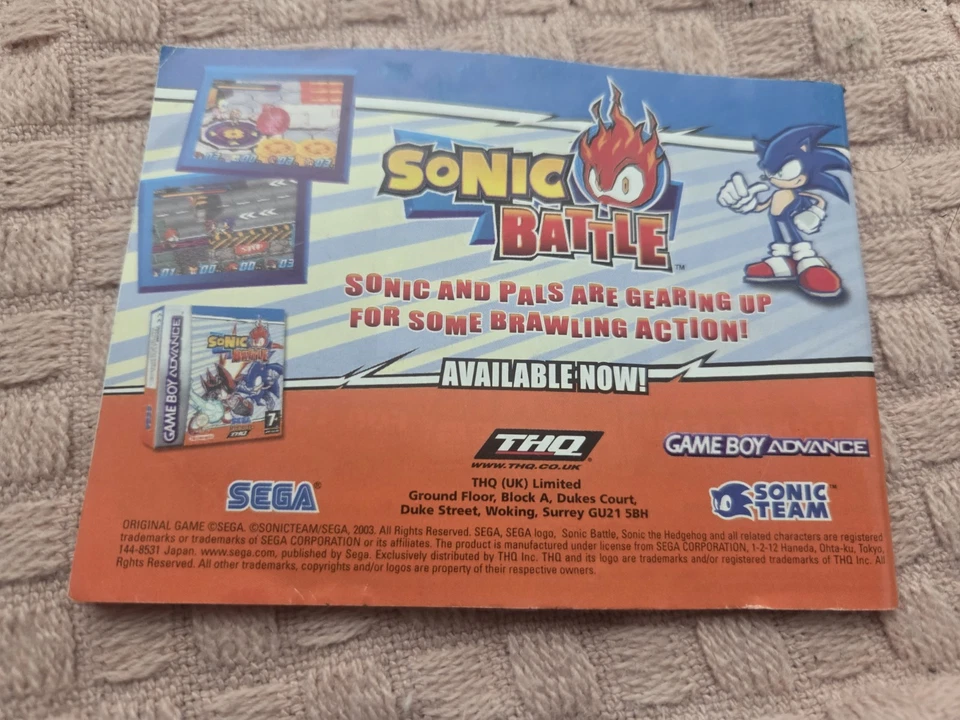 SONIC
BATTLE™
SONIC AND PALS ARE GEARING UP
FOR SOME BRAWLING ACTION!
AVAILABLE NOW!
GAME BOY ADVANCE
SONIC
BATTLE
7+
SEGA
THQ
THQ®
WWW.THQ.CO.UK
GAME BOY ADVANCE
SEGA®
THQ (UK) Limited
Ground Floor, Block A, Dukes Court,
Duke Street, Woking, Surrey GU21 5BH
SONIC
TEAM™
ORIGINAL GAME ©SEGA. ©SONICTEAM/SEGA, 2003. All Rights Reserved. SEGA, SEGA logo, Sonic Battle, Sonic the Hedgehog and all related characters are registered
trademarks or trademarks of SEGA CORPORATION or its affiliates. The product is manufactured under license from SEGA CORPORATION, 1-2-12 Haneda, Ohta-ku, Tokyo,
144-8531 Japan. www.sega.com, published by Sega. Exclusively distributed by THQ Inc. THQ and its logo are trademarks and/or registered trademarks of THQ Inc. All
Rghts Reserved. All other trademarks, copyrights and/or logos are property of their respective owners.